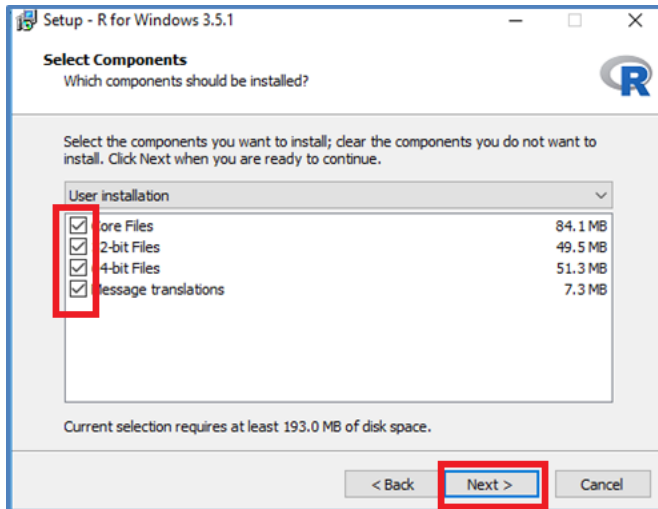 Setup - R for Windows 3.5.1
Select Components
Which components should be installed?
R
Select the components you want to install; clear the components you do not want to
install. Click Next when you are ready to continue.
User installation
ore Files 84.1 MB
2-bit Files 49.5 MB
4-bit Files 51.3 MB
essage translations 7.3 MB
Current selection requires at least 193.0 MB of disk space.
< Back Next > Cancel